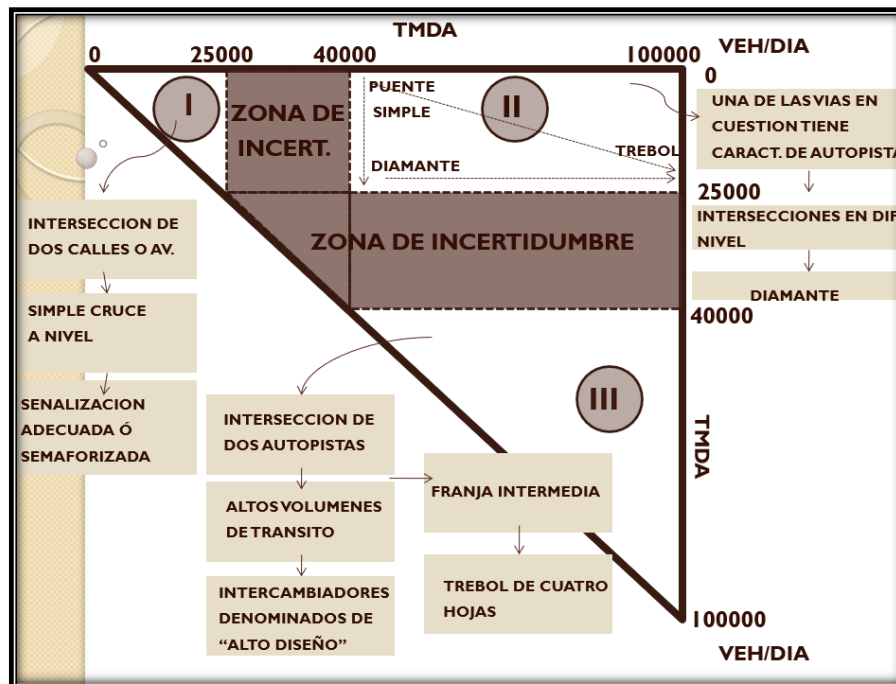 TMDA
0
25000
40000
100000
VEH/DIA
0
I
ZONA DE
INCERT.
PUENTE
SIMPLE
II
TREBOL
DIAMANTE
UNA DE LAS VIAS EN
CUESTION TIENE
CARACT. DE AUTOPISTA
25000
INTERSECCIONES EN DIF
NIVEL
DIAMANTE
ZONA DE INCERTIDUMBRE
40000
INTERSECCION DE
DOS CALLES O AV.
SIMPLE CRUCE
A NIVEL
SENALIZACION
ADECUADA Ó
SEMAFORIZADA
III
TMDA
INTERSECCION DE
DOS AUTOPISTAS
ALTOS VOLUMENES
DE TRANSITO
INTERCAMBIADORES
DENOMINADOS DE
“ALTO DISEÑO”
FRANJA INTERMEDIA
TREBOL DE CUATRO
HOJAS
100000
VEH/DIA